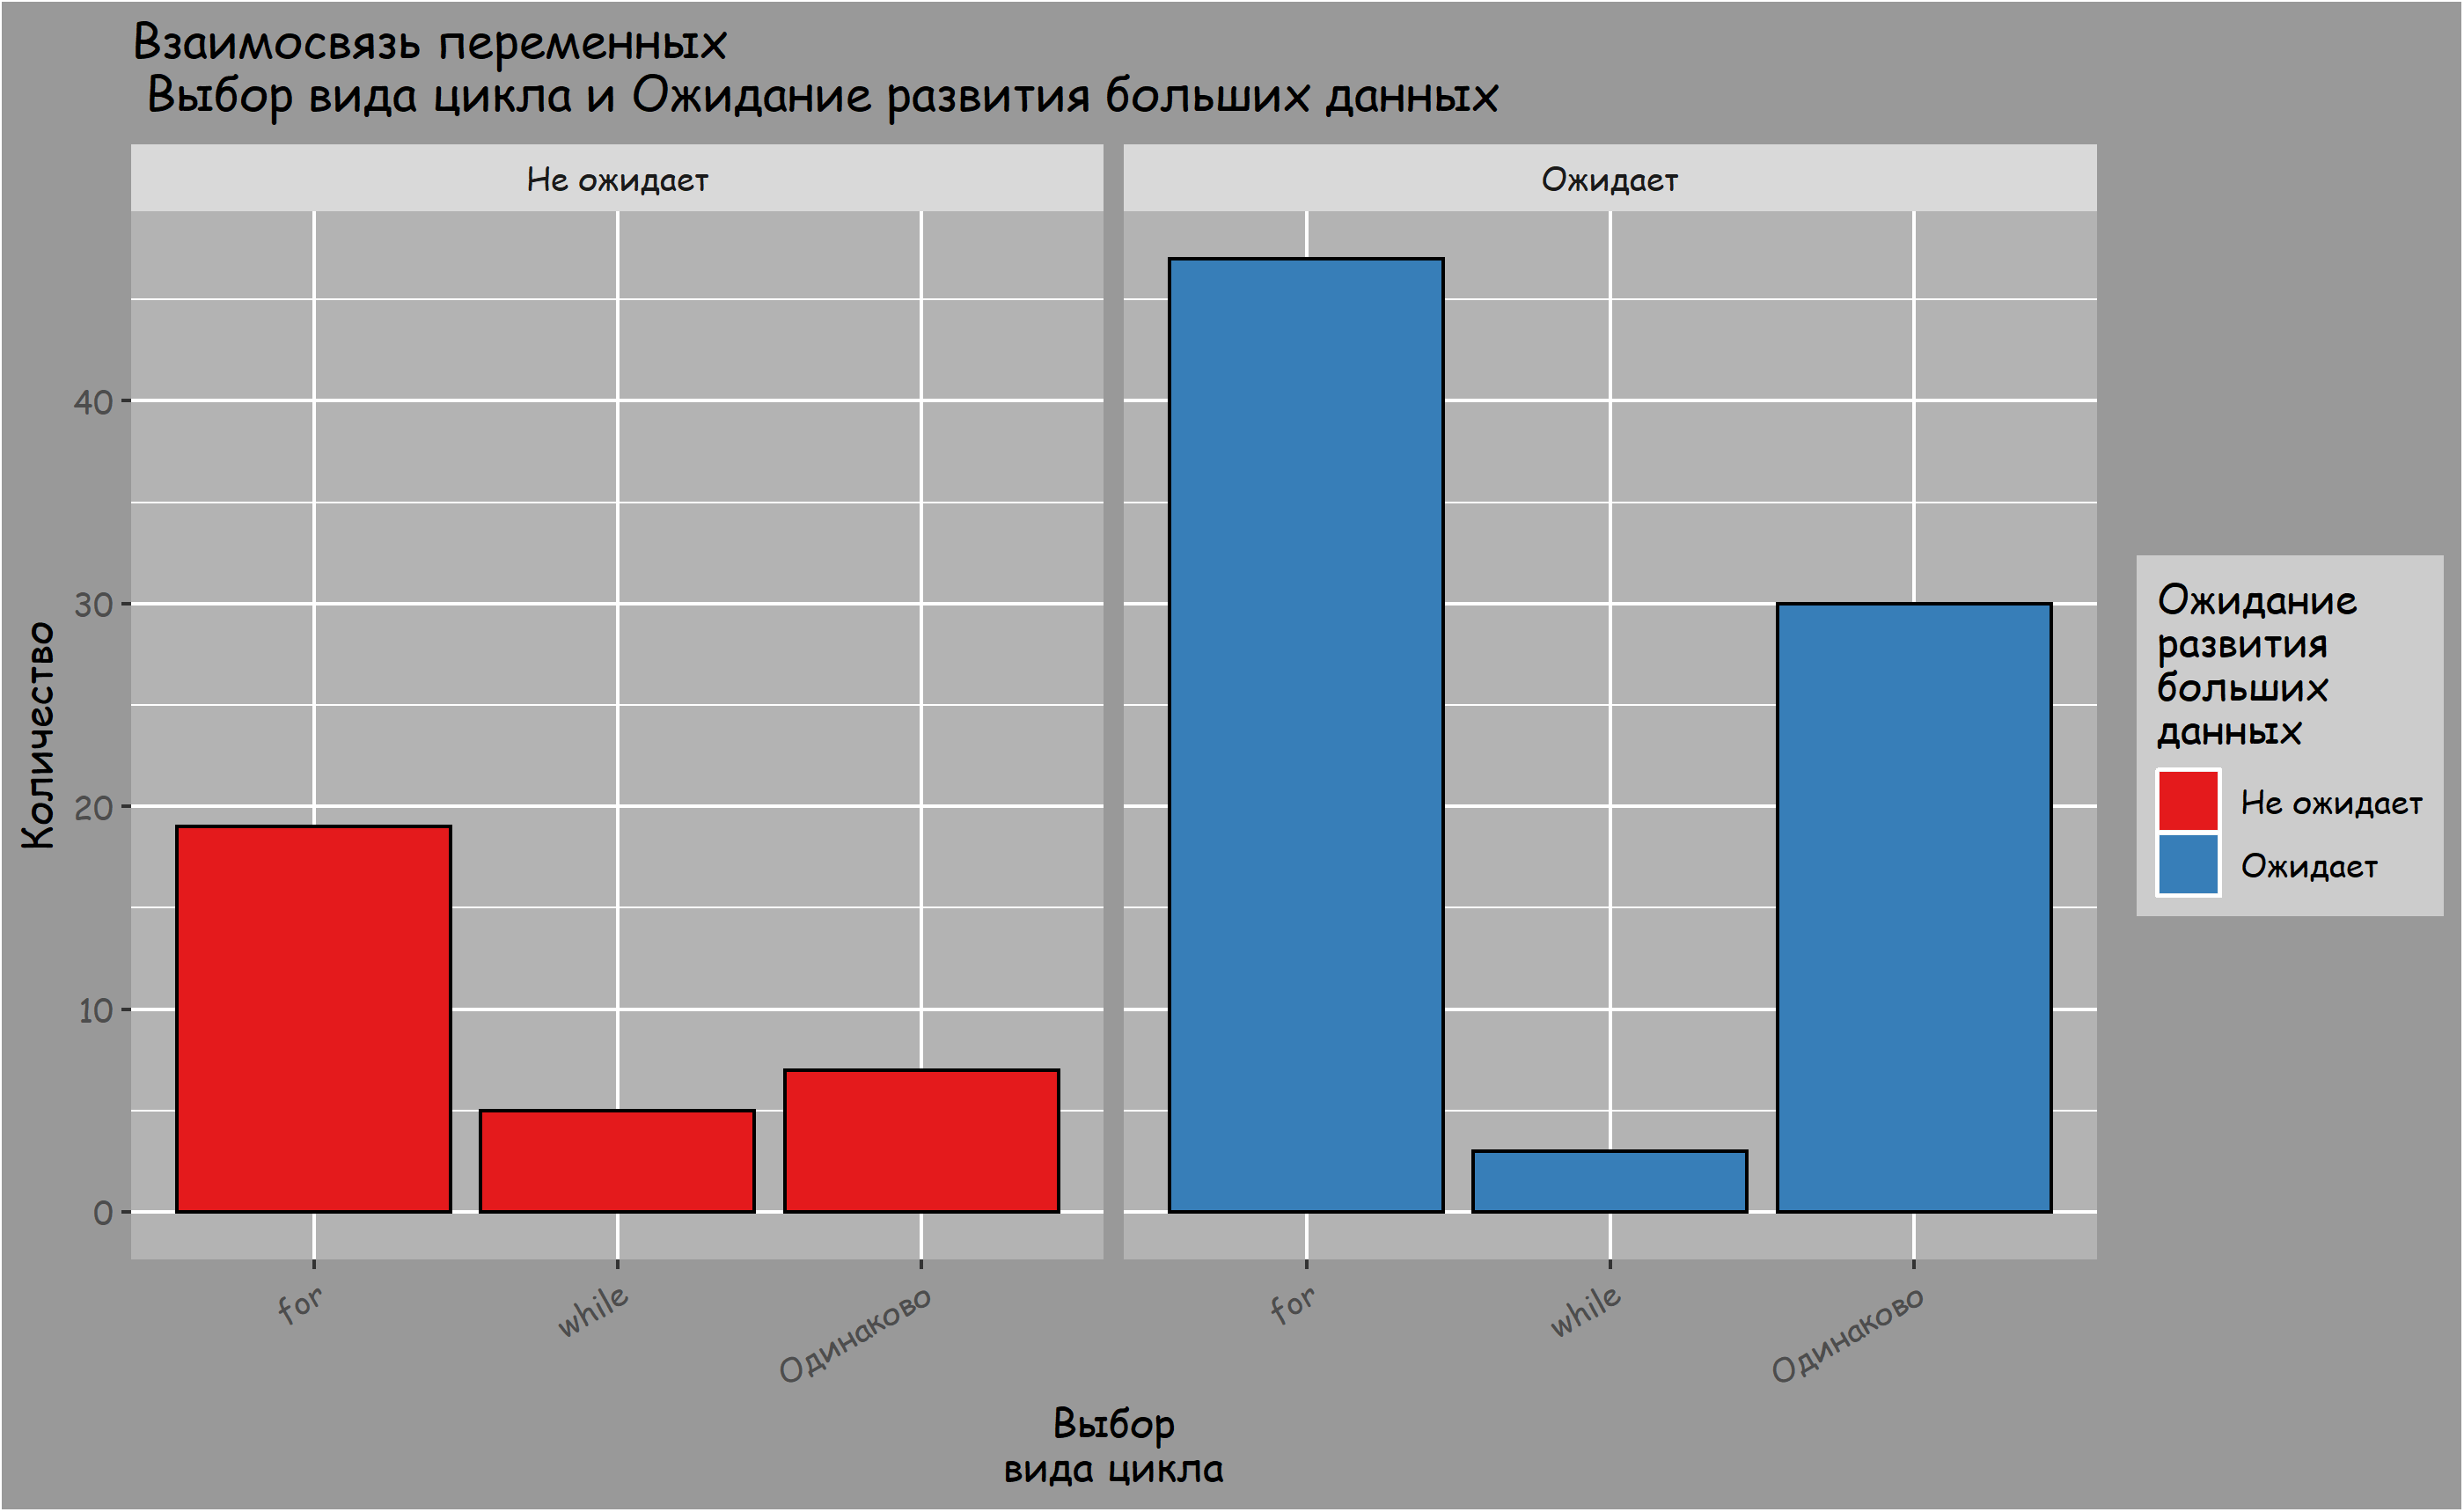 Взаимосвязь переменных
Выбор вида цикла и Ожидание развития больших данных
Не ожидает
Ожидает
Количество
40
30
20
10
0
for
while
Одинаково
for
while
Одинаково
Выбор
вида цикла
Ожидание
развития
больших
данных
Не ожидает
Ожидает